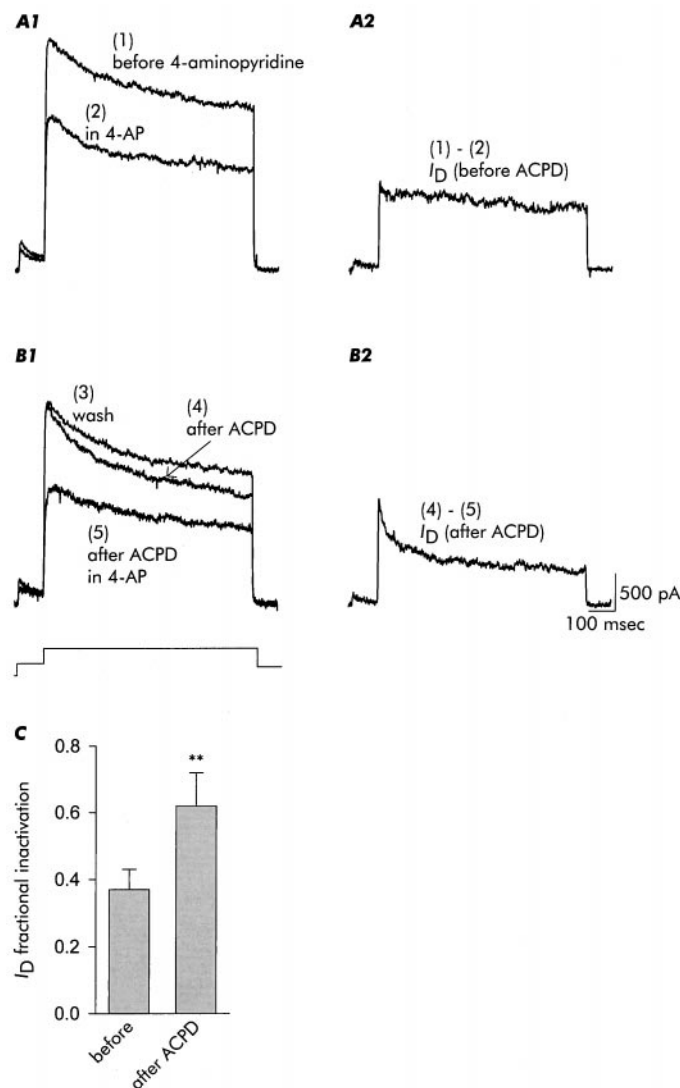 A1
(1)
before 4-aminopyridine
(2)
in 4-AP
A2
(1) - (2)
ID (before ACPD)
B1
(3)
wash
(4)
after ACPD
(5)
after ACPD
in 4-AP
B2
(4) - (5)
ID (after ACPD)
500 pA
100 msec
C
ID fractional inactivation
0.8
0.6
0.4
0.2
0.0
**
before
after ACPD